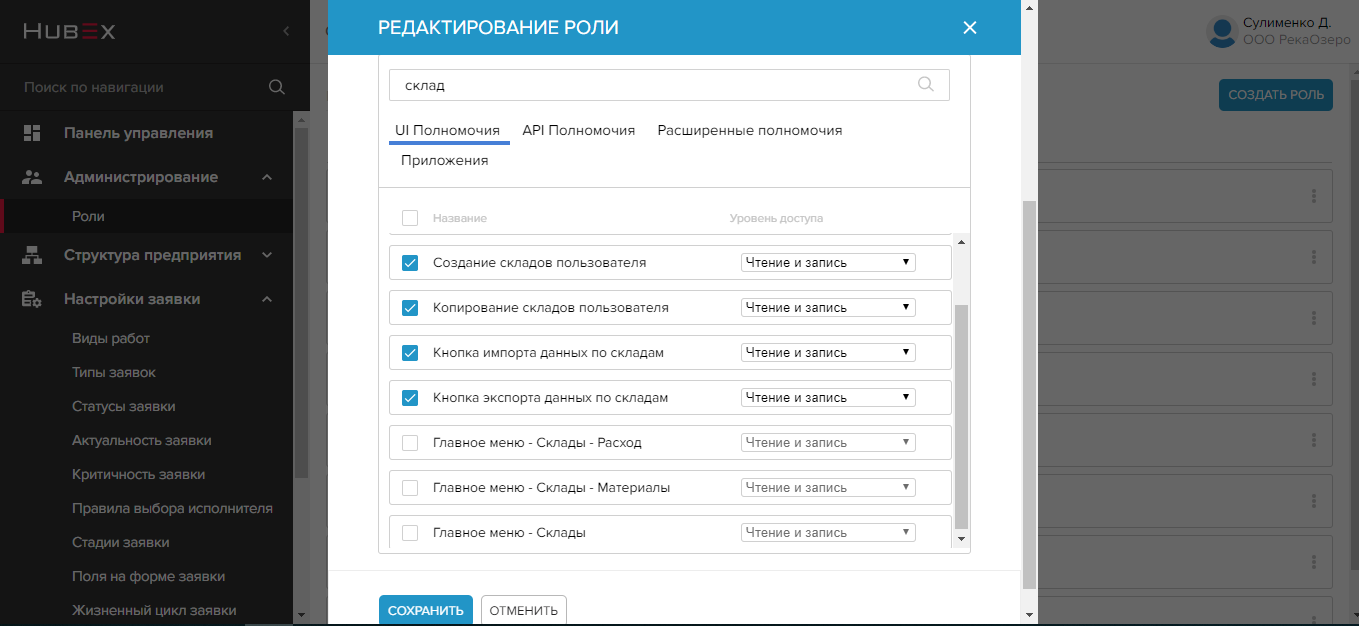 HUBEX
Поиск по навигации
Панель управления
Администрирование
Роли
Структура предприятия
Настройки заявки
Виды работ
Типы заявок
Статусы заявки
Актуальность заявки
Критичность заявки
Правила выбора исполнителя
Стадии заявки
Поля на форме заявки
Жизненный цикл заявки
РЕДАКТИРОВАНИЕ РОЛИ
склад
UI Полномочия API Полномочия Расширенные полномочия
Приложения
Название Уровень доступа
Создание складов пользователя Чтение и запись
Копирование складов пользователя Чтение и запись
Кнопка импорта данных по складам Чтение и запись
Кнопка экспорта данных по складам Чтение и запись
Главное меню - Склады - Расход Чтение и запись
Главное меню - Склады - Материалы Чтение и запись
Главное меню - Склады Чтение и запись
СОХРАНИТЬ ОТМЕНИТЬ
Сулименко Д.
ООО РекаОзеро
СОЗДАТЬ РОЛЬ